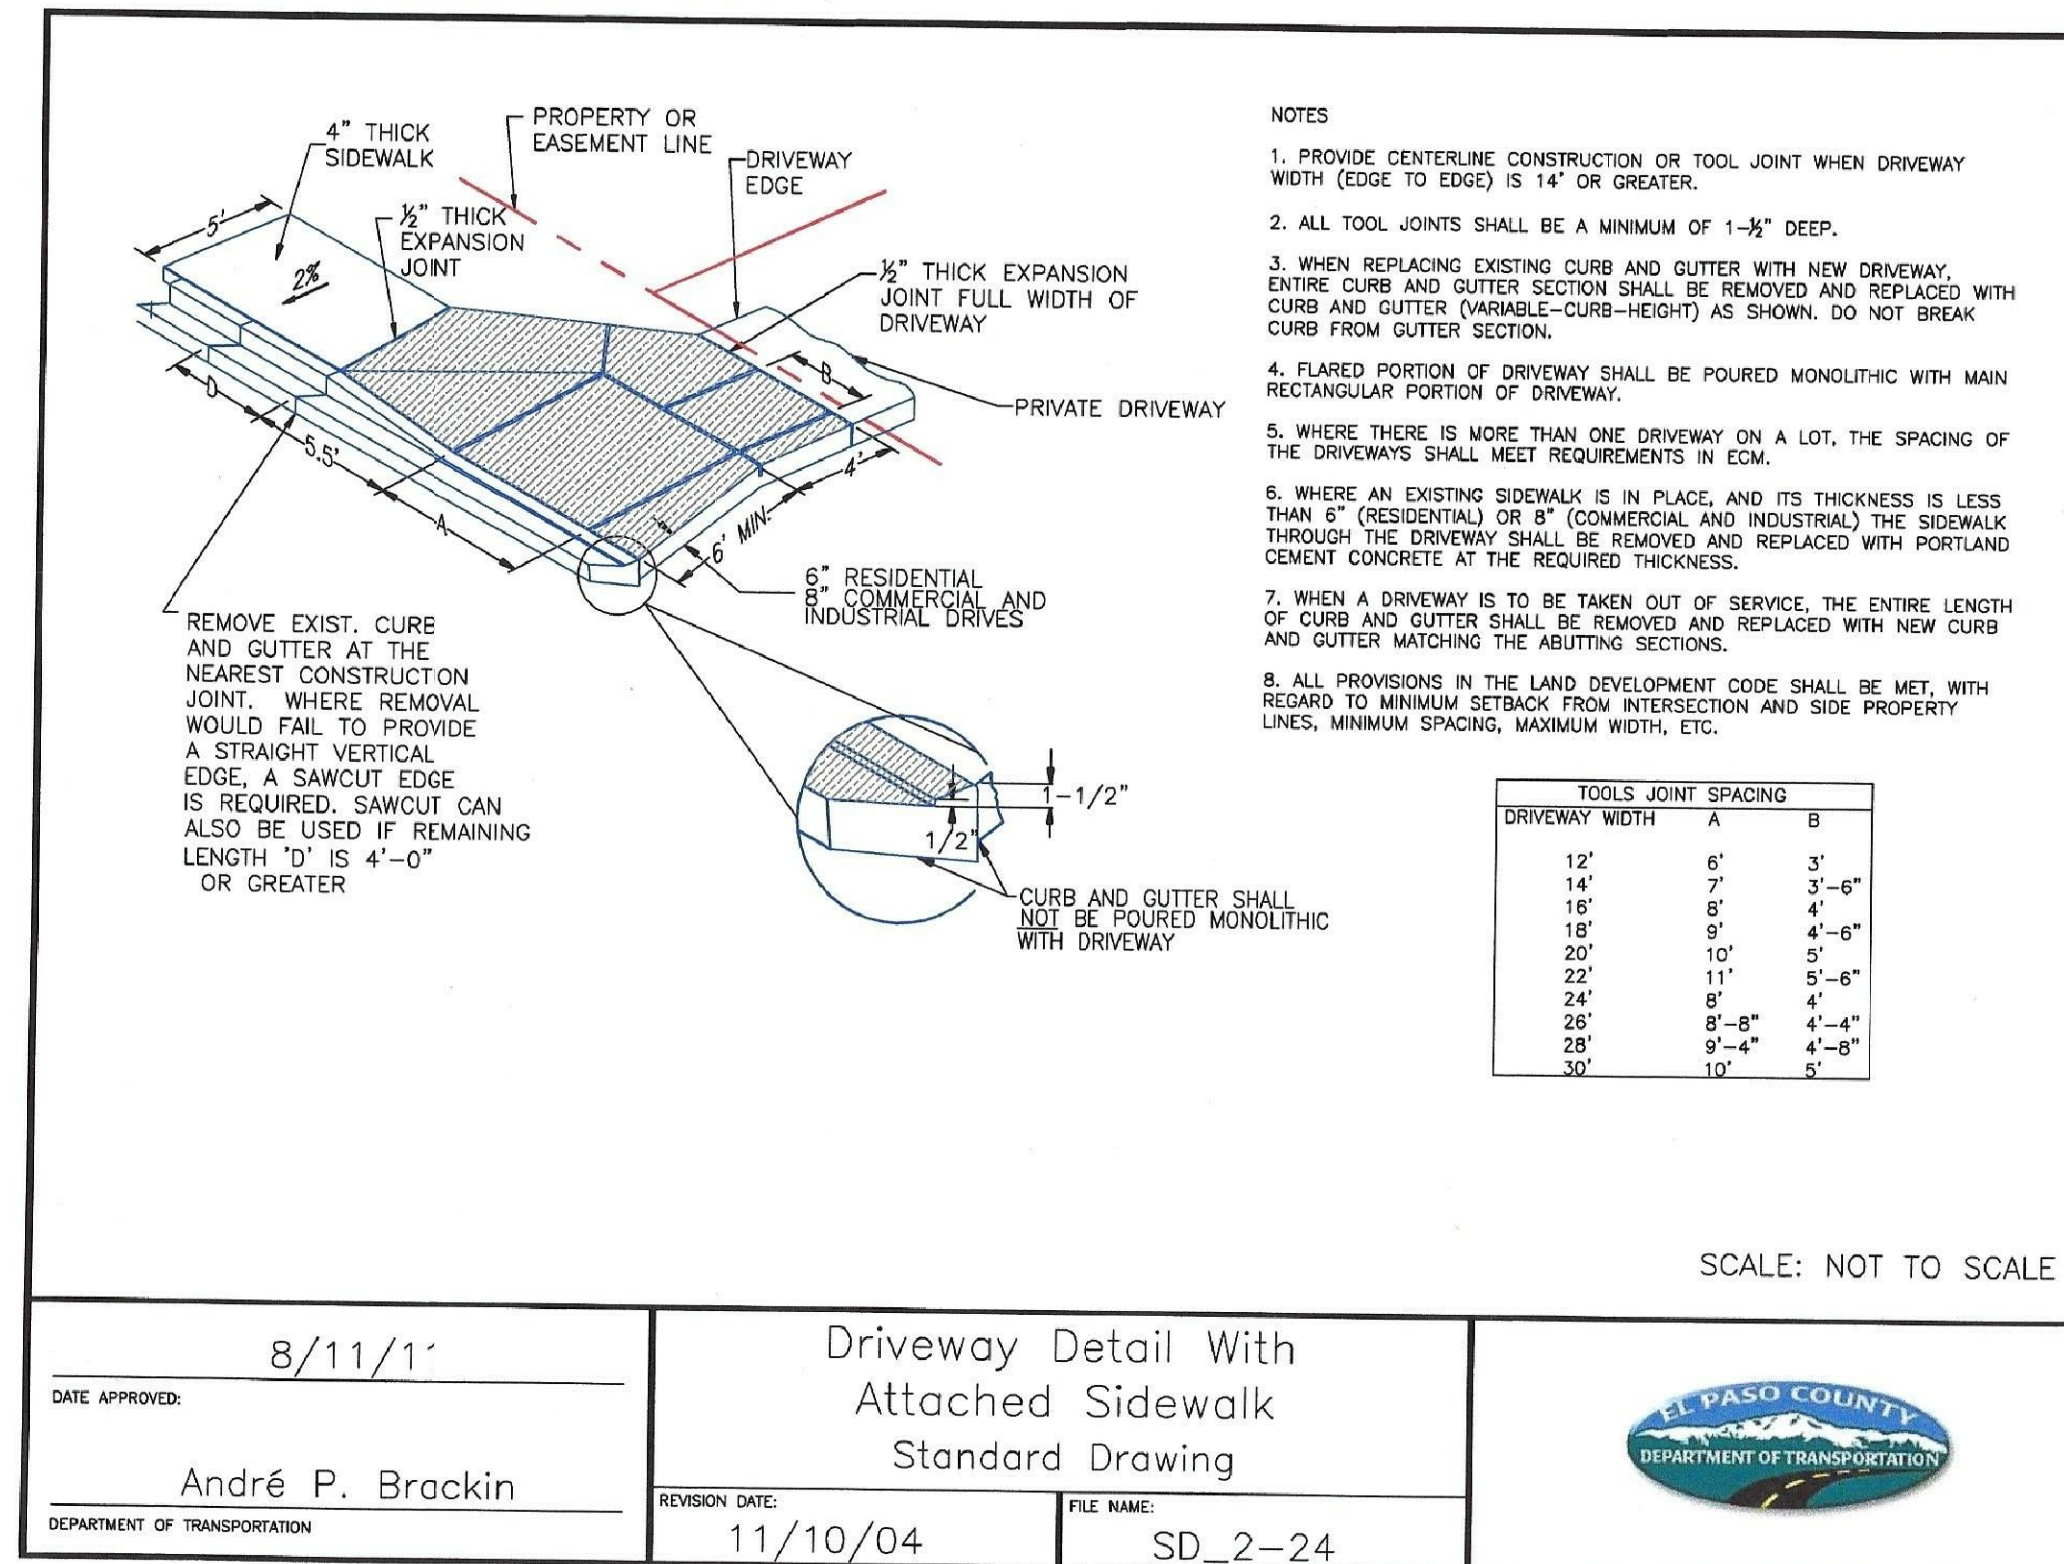 4" THICK
SIDEWALK
PROPERTY OR
EASEMENT LINE
DRIVEWAY
EDGE
½" THICK
EXPANSION
JOINT
5'
2%
½" THICK EXPANSION
JOINT FULL WIDTH OF
DRIVEWAY
B
PRIVATE DRIVEWAY
D
5.5'
A
4'
6' MIN.
6" RESIDENTIAL
8" COMMERCIAL AND
INDUSTRIAL DRIVES
REMOVE EXIST. CURB
AND GUTTER AT THE
NEAREST CONSTRUCTION
JOINT. WHERE REMOVAL
WOULD FAIL TO PROVIDE
A STRAIGHT VERTICAL
EDGE, A SAWCUT EDGE
IS REQUIRED. SAWCUT CAN
ALSO BE USED IF REMAINING
LENGTH 'D' IS 4'-0"
OR GREATER
1-1/2"
1/2"
CURB AND GUTTER SHALL
NOT BE POURED MONOLITHIC
WITH DRIVEWAY
NOTES
1. PROVIDE CENTERLINE CONSTRUCTION OR TOOL JOINT WHEN DRIVEWAY
WIDTH (EDGE TO EDGE) IS 14' OR GREATER.
2. ALL TOOL JOINTS SHALL BE A MINIMUM OF 1-½" DEEP.
3. WHEN REPLACING EXISTING CURB AND GUTTER WITH NEW DRIVEWAY,
ENTIRE CURB AND GUTTER SECTION SHALL BE REMOVED AND REPLACED WITH
CURB AND GUTTER (VARIABLE-CURB-HEIGHT) AS SHOWN. DO NOT BREAK
CURB FROM GUTTER SECTION.
4. FLARED PORTION OF DRIVEWAY SHALL BE POURED MONOLITHIC WITH MAIN
RECTANGULAR PORTION OF DRIVEWAY.
5. WHERE THERE IS MORE THAN ONE DRIVEWAY ON A LOT, THE SPACING OF
THE DRIVEWAYS SHALL MEET REQUIREMENTS IN ECM.
6. WHERE AN EXISTING SIDEWALK IS IN PLACE, AND ITS THICKNESS IS LESS
THAN 6" (RESIDENTIAL) OR 8" (COMMERCIAL AND INDUSTRIAL) THE SIDEWALK
THROUGH THE DRIVEWAY SHALL BE REMOVED AND REPLACED WITH PORTLAND
CEMENT CONCRETE AT THE REQUIRED THICKNESS.
7. WHEN A DRIVEWAY IS TO BE TAKEN OUT OF SERVICE, THE ENTIRE LENGTH
OF CURB AND GUTTER SHALL BE REMOVED AND REPLACED WITH NEW CURB
AND GUTTER MATCHING THE ABUTTING SECTIONS.
8. ALL PROVISIONS IN THE LAND DEVELOPMENT CODE SHALL BE MET, WITH
REGARD TO MINIMUM SETBACK FROM INTERSECTION AND SIDE PROPERTY
LINES, MINIMUM SPACING, MAXIMUM WIDTH, ETC.
TOOLS JOINT SPACING
DRIVEWAY WIDTH A B
12' 6' 3'
14' 7' 3'-6"
16' 8' 4'
18' 9' 4'-6"
20' 10' 5'
22' 11' 5'-6"
24' 8' 4'
26' 8'-8" 4'-4"
28' 9'-4" 4'-8"
30' 10' 5'
SCALE: NOT TO SCALE
8/11/1
DATE APPROVED:
André P. Brackin
DEPARTMENT OF TRANSPORTATION
Driveway Detail With
Attached Sidewalk
Standard Drawing
REVISION DATE:
11/10/04
FILE NAME:
SD_2-24
EL PASO COUNTY
DEPARTMENT OF TRANSPORTATION